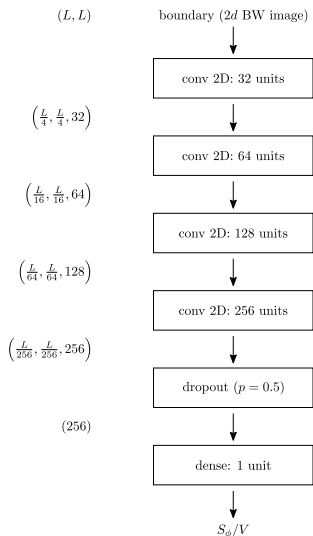 (L, L) boundary (2d BW image)
conv 2D: 32 units
(L/4, L/4, 32)
conv 2D: 64 units
(L/16, L/16, 64)
conv 2D: 128 units
(L/64, L/64, 128)
conv 2D: 256 units
(L/256, L/256, 256)
dropout (p = 0.5)
(256)
dense: 1 unit
S_ϕ/V